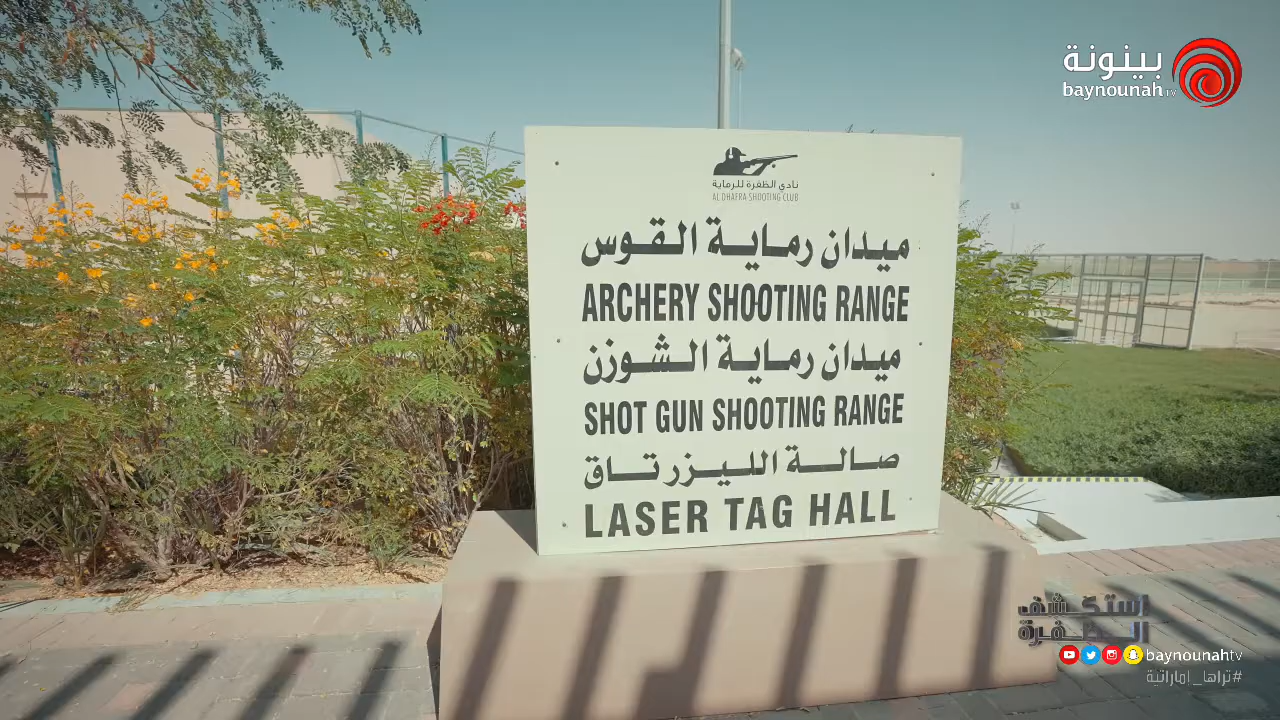 بينونة
baynounah TV
نادي الظفرة للرماية
AL DHAFRA SHOOTING CLUB
ميدان رماية القوس
ARCHERY SHOOTING RANGE
ميدان رماية الشوزن
SHOT GUN SHOOTING RANGE
صالة الليزر تاق
LASER TAG HALL
استكشف
الظفرة
baynounahtv
#تراها_اماراتية